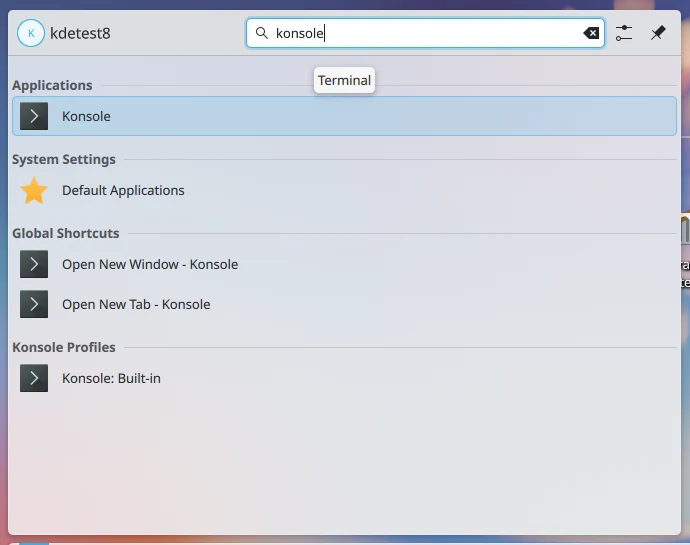 K kdetest8
konsole
Terminal
Applications
Konsole
System Settings
Default Applications
Global Shortcuts
Open New Window - Konsole
Open New Tab - Konsole
Konsole Profiles
Konsole: Built-in